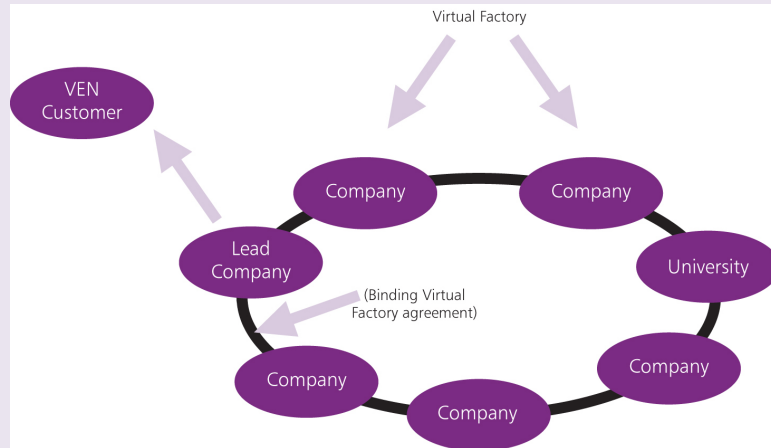 Virtual Factory
VEN
Customer
Company
Company
Lead
Company
University
(Binding Virtual
Factory agreement)
Company
Company
Company